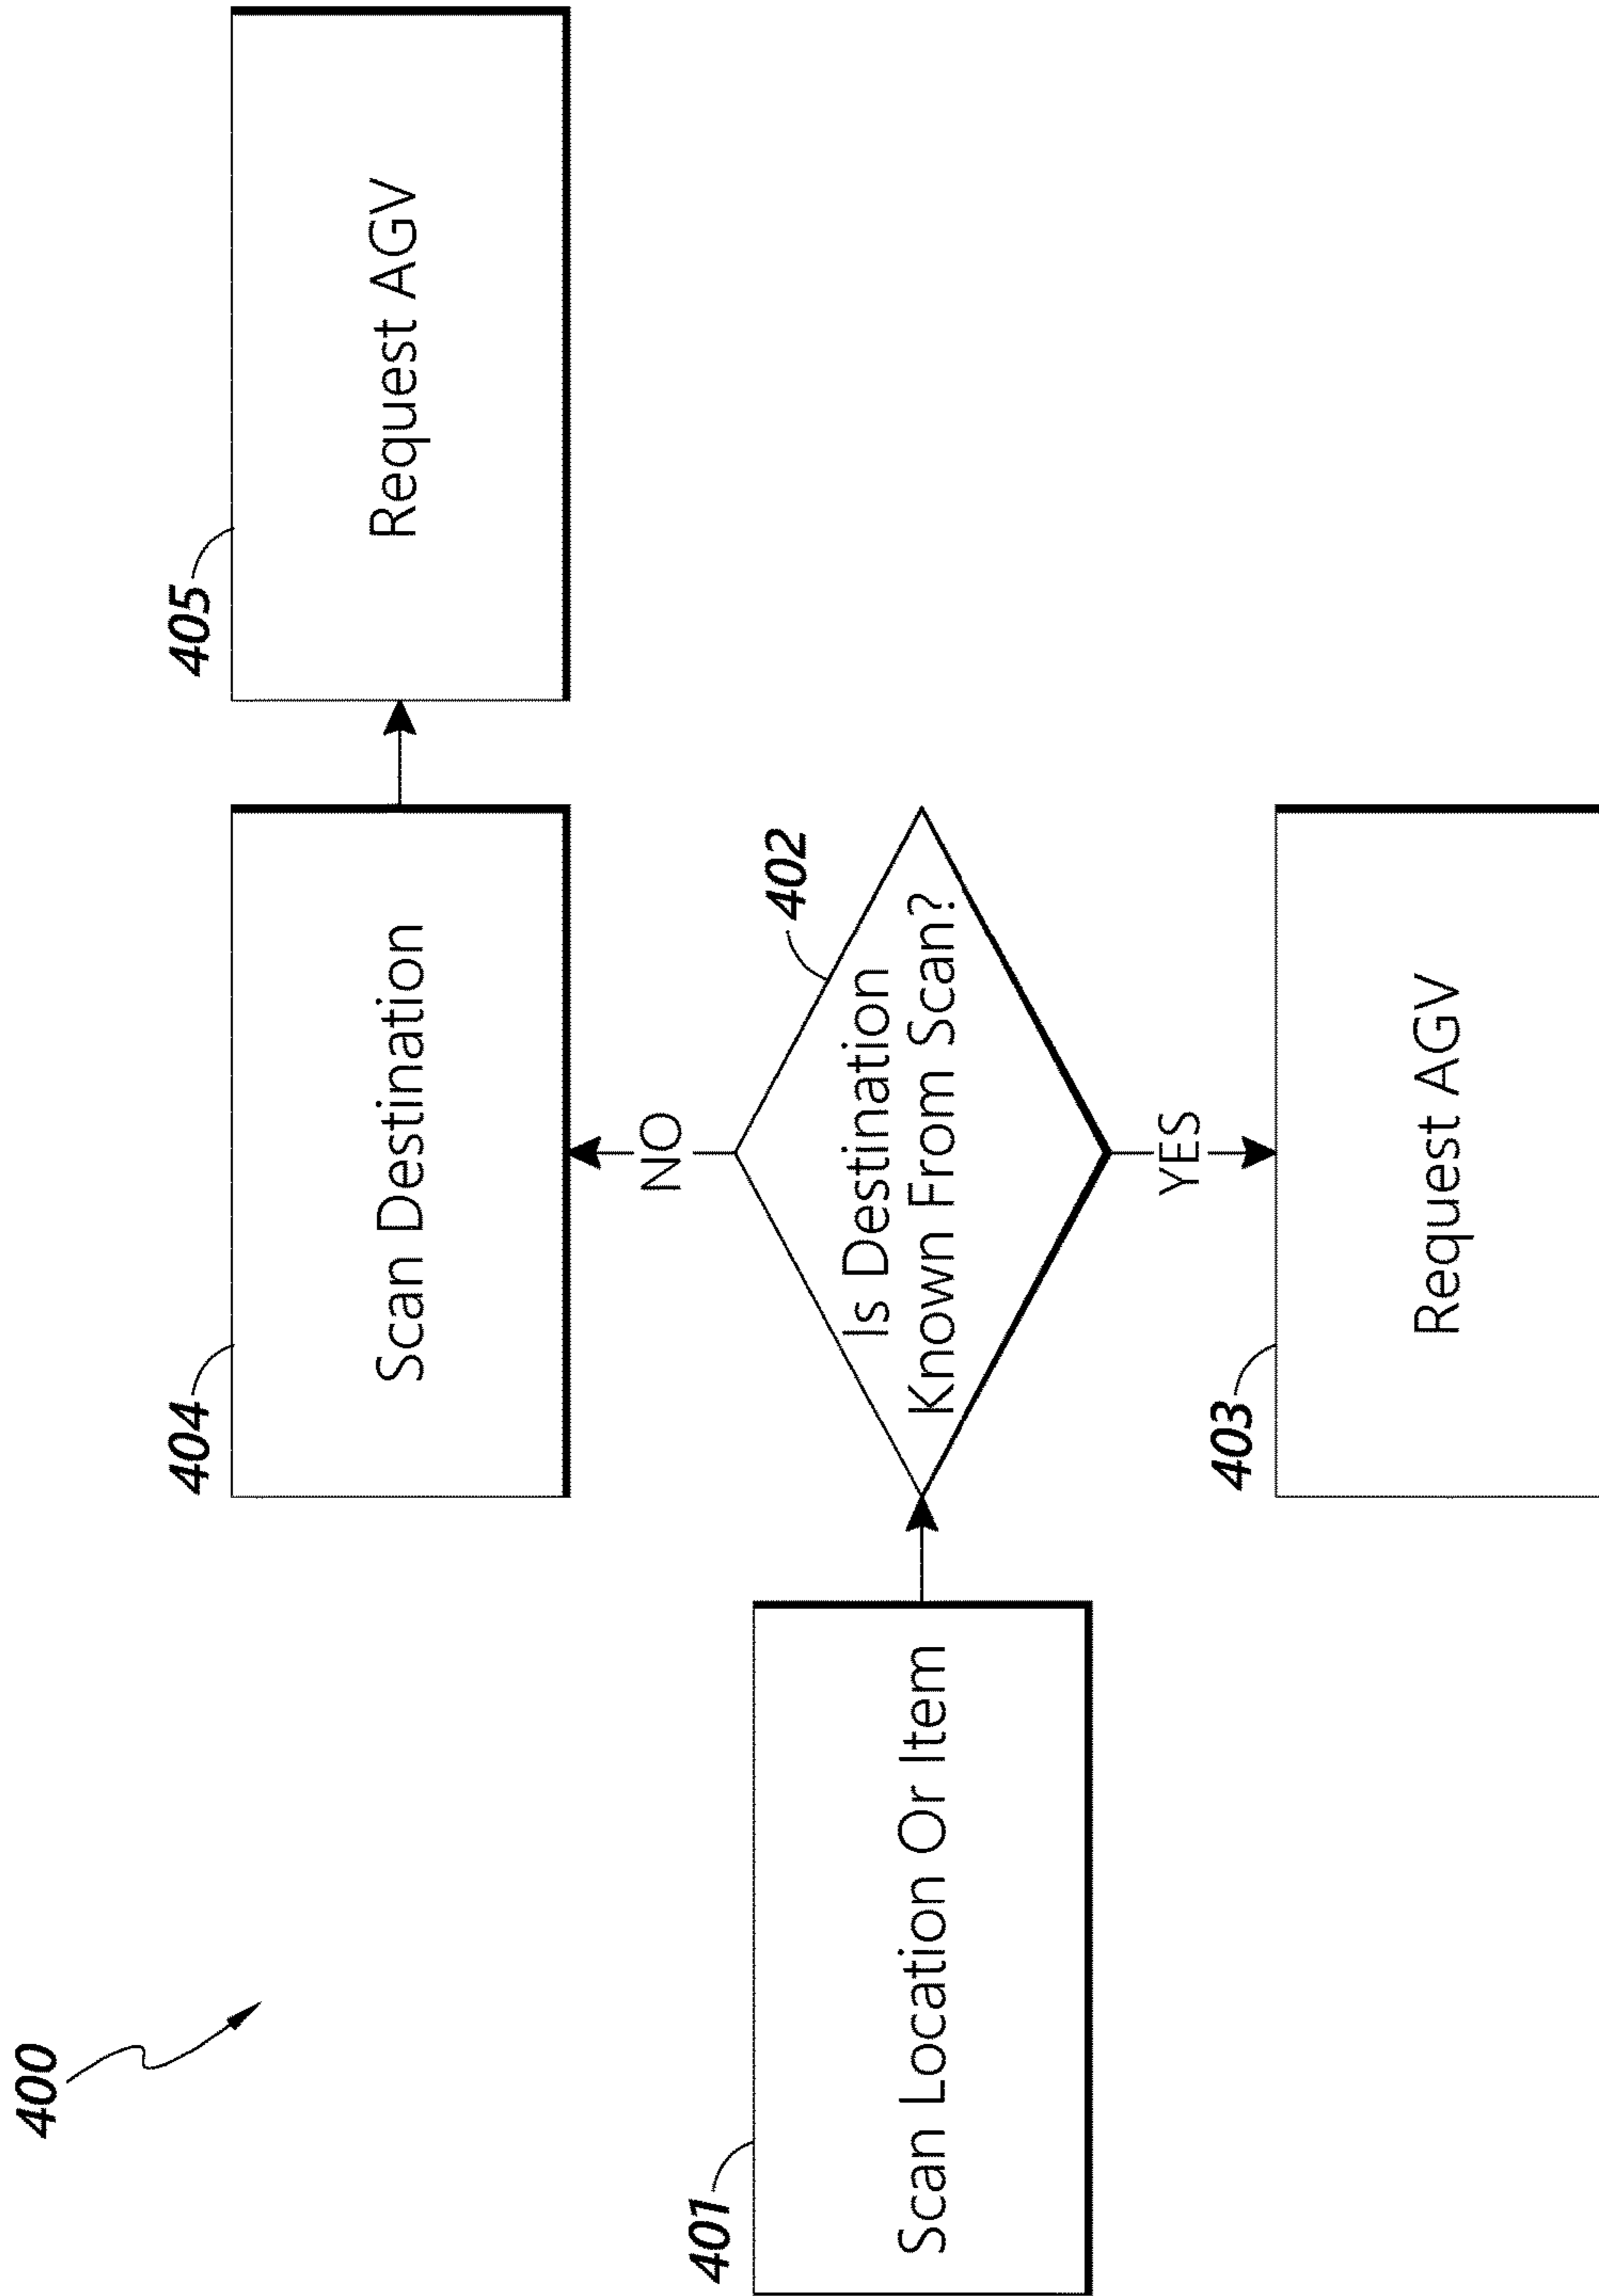 400
401
Scan Location Or Item
402
Is Destination
Known From Scan?
NO
YES
403
Request AGV
404
Scan Destination
405
Request AGV